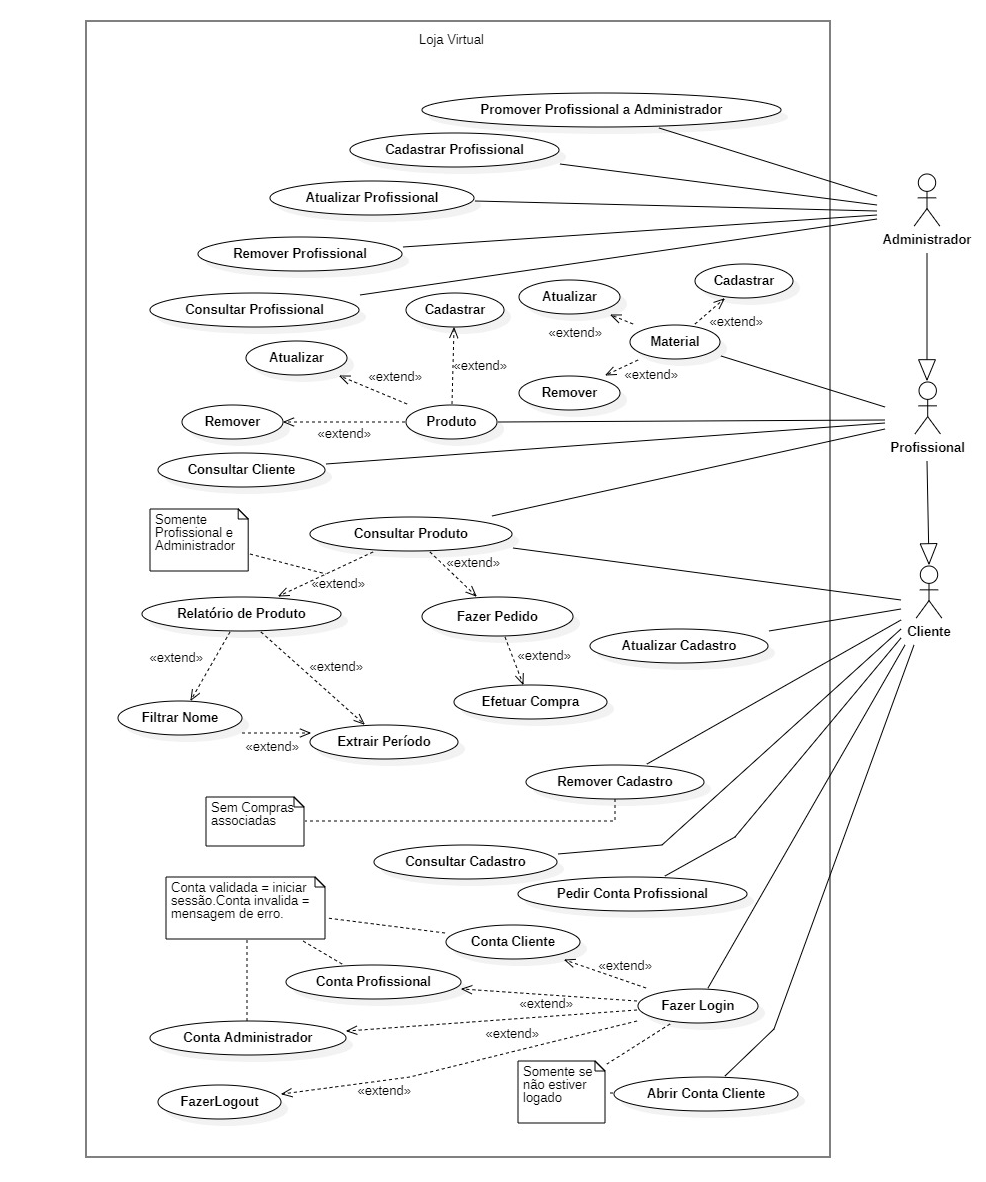 Loja Virtual
Promover Profissional a Administrador
Cadastrar Profissional
Atualizar Profissional
Administrador
Remover Profissional
Cadastrar
Atualizar
Consultar Profissional
Cadastrar
«extend»
«extend»
Material
Atualizar
«extend»
«extend»
«extend»
Remover
Remover
Produto
«extend»
Profissional
Consultar Cliente
Somente
Profissional e
Administrador
Consultar Produto
«extend»
«extend»
Relatório de Produto
Fazer Pedido
Cliente
Atualizar Cadastro
«extend»
«extend»
«extend»
Efetuar Compra
Filtrar Nome
Extrair Período
«extend»
Remover Cadastro
Sem Compras
associadas
Consultar Cadastro
Conta validada = iniciar
sessão.Conta invalida =
mensagem de erro.
Pedir Conta Profissional
Conta Cliente
«extend»
Conta Profissional
Fazer Login
«extend»
«extend»
Conta Administrador
Somente se
não estiver
logado
«extend»
Abrir Conta Cliente
FazerLogout